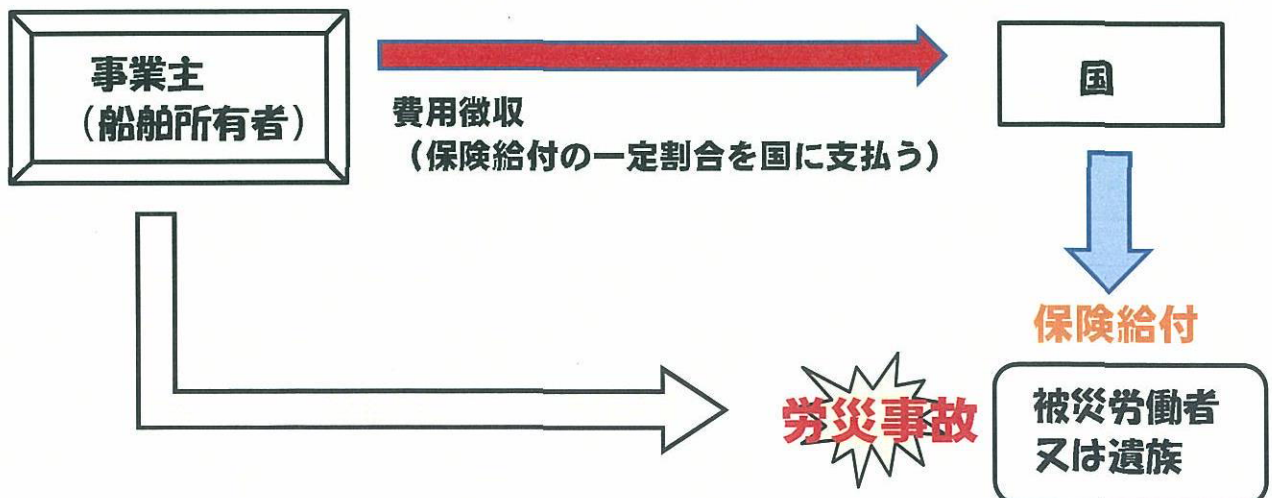 事業主
（船舶所有者）
費用徴収
（保険給付の一定割合を国に支払う）
国
保険給付
労災事故
被災労働者
又は遺族